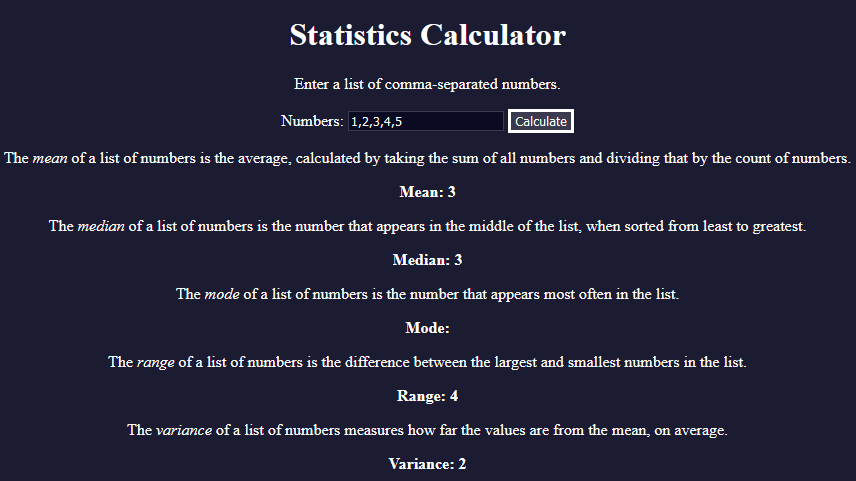 Statistics Calculator
Enter a list of comma-separated numbers.
Numbers: 1,2,3,4,5 Calculate
The mean of a list of numbers is the average, calculated by taking the sum of all numbers and dividing that by the count of numbers.
Mean: 3
The median of a list of numbers is the number that appears in the middle of the list, when sorted from least to greatest.
Median: 3
The mode of a list of numbers is the number that appears most often in the list.
Mode:
The range of a list of numbers is the difference between the largest and smallest numbers in the list.
Range: 4
The variance of a list of numbers measures how far the values are from the mean, on average.
Variance: 2